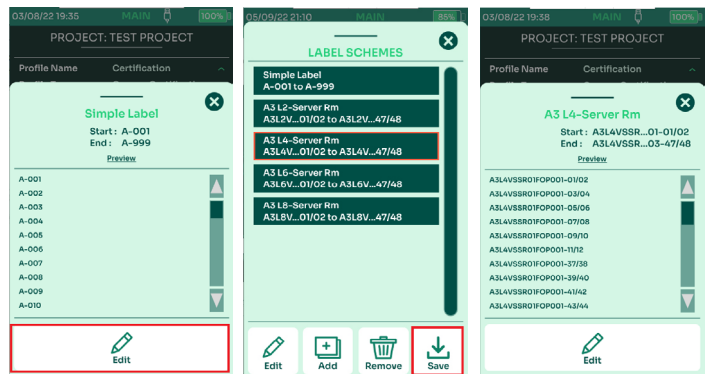 03/08/22 19:35 MAIN 100%
PROJECT: TEST PROJECT
Profile Name Certification
Simple Label
Start: A-001
End: A-999
Preview
A-001
A-002
A-003
A-004
A-005
A-006
A-007
A-008
A-009
A-010
Edit
05/09/22 21:10 MAIN 85%
LABEL SCHEMES
Simple Label
A-001 to A-999
A3 L2-Server Rm
A3L2V...01/02 to A3L2V...47/48
A3 L4-Server Rm
A3L4V...01/02 to A3L4V...47/48
A3 L6-Server Rm
A3L6V...01/02 to A3L6V...47/48
A3 L8-Server Rm
A3L8V...01/02 to A3L8V...47/48
Edit Add Remove Save
03/08/22 19:38 MAIN 100%
PROJECT: TEST PROJECT
Profile Name Certification
A3 L4-Server Rm
Start: A3L4VSSR...01-01/02
End: A3L4VSSR...03-47/48
Preview
A3L4VSSR01FOP001-01/02
A3L4VSSR01FOP001-03/04
A3L4VSSR01FOP001-05/06
A3L4VSSR01FOP001-07/08
A3L4VSSR01FOP001-09/10
A3L4VSSR01FOP001-11/12
A3L4VSSR01FOP001-37/38
A3L4VSSR01FOP001-39/40
A3L4VSSR01FOP001-41/42
A3L4VSSR01FOP001-43/44
Edit